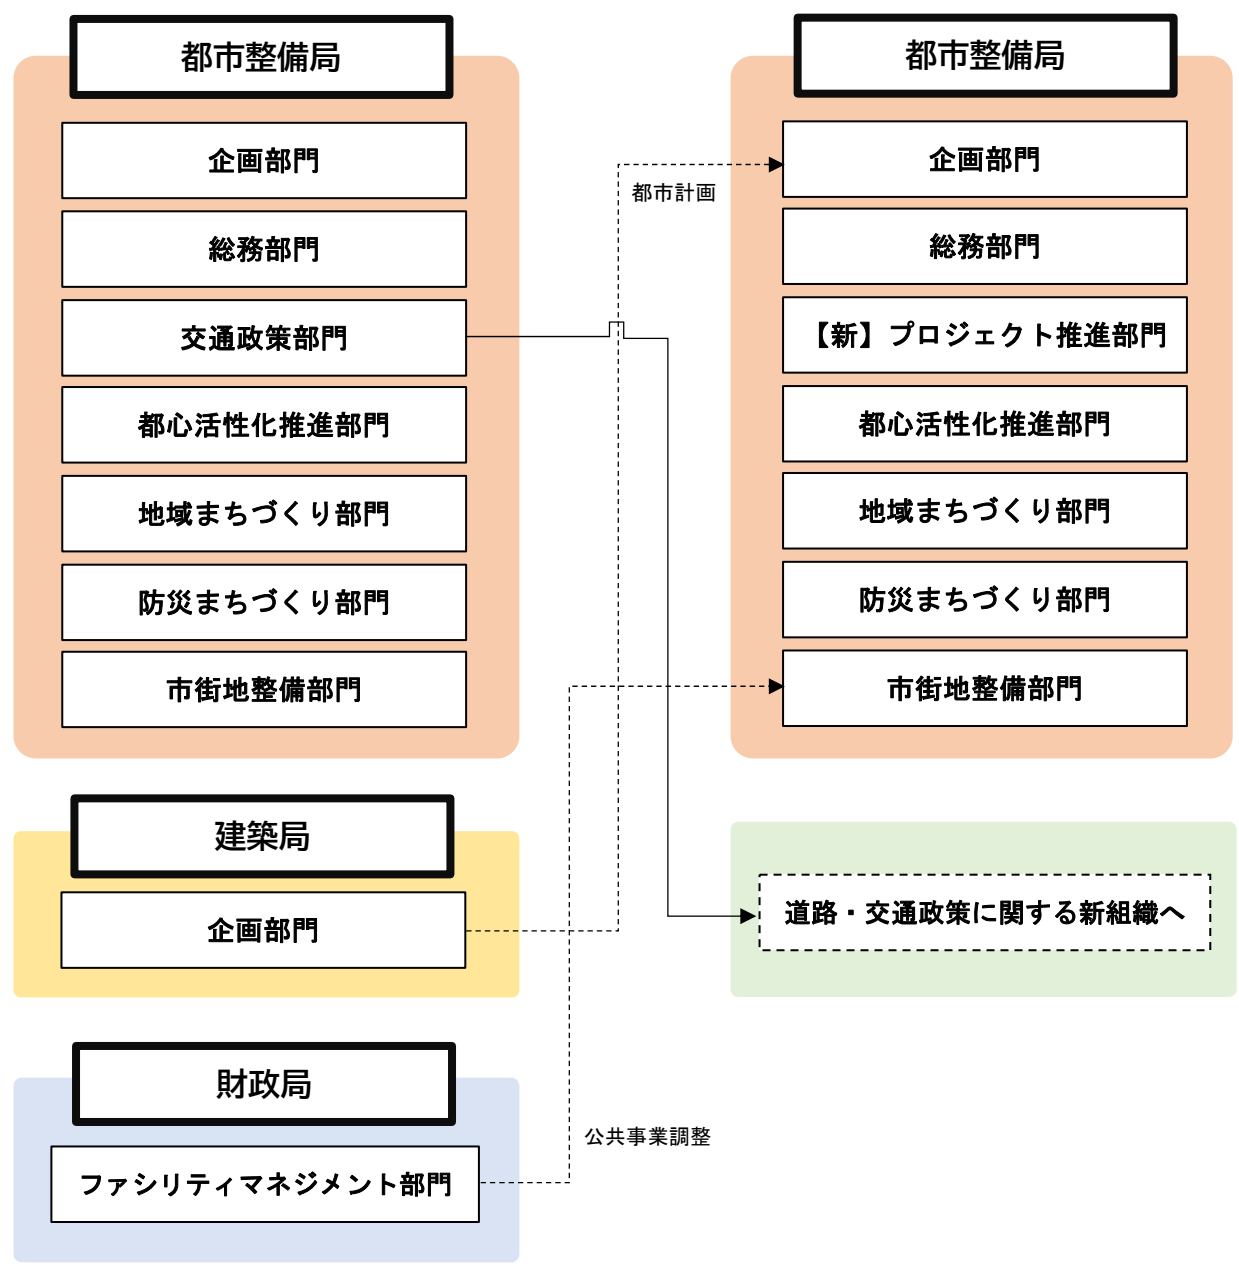 都市整備局
企画部門
総務部門
交通政策部門
都心活性化推進部門
地域まちづくり部門
防災まちづくり部門
市街地整備部門
建築局
企画部門
財政局
ファシリティマネジメント部門
都市計画
公共事業調整
都市整備局
企画部門
総務部門
【新】プロジェクト推進部門
都心活性化推進部門
地域まちづくり部門
防災まちづくり部門
市街地整備部門
道路・交通政策に関する新組織へ